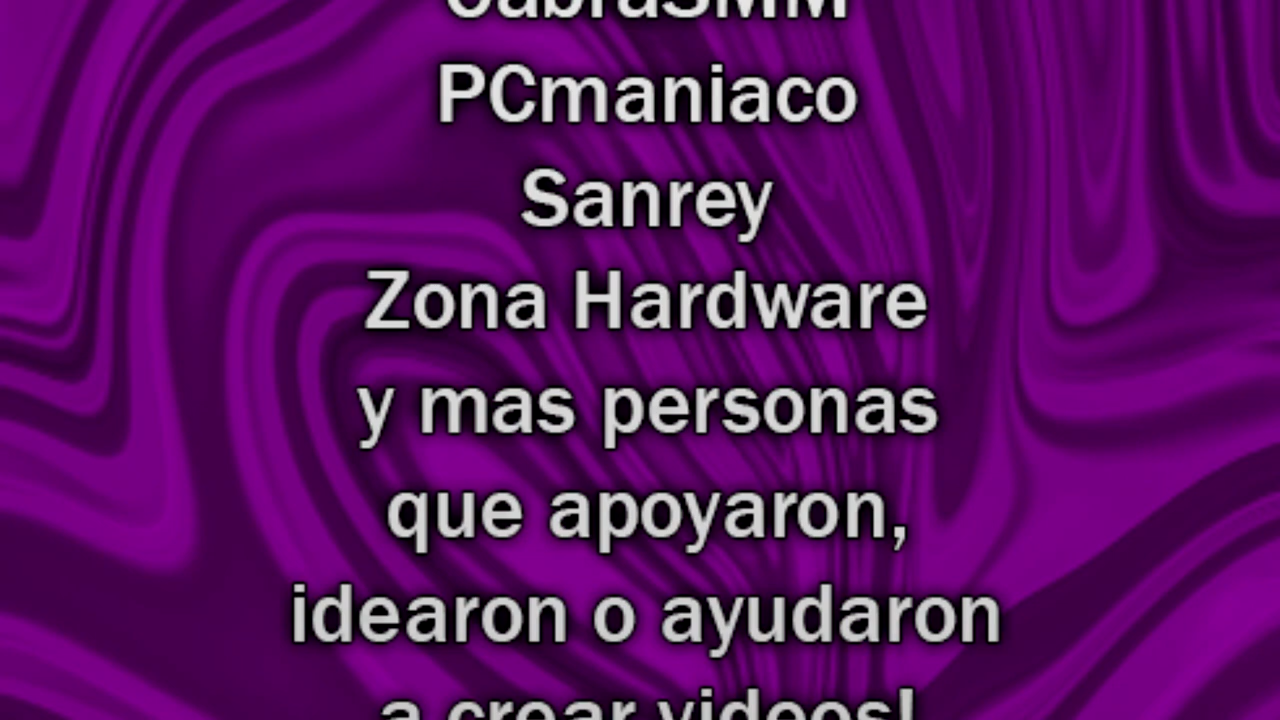 PCmaniaco
Sanrey
Zona Hardware
y mas personas
que apoyaron,
idearon o ayudaron
a crear videos!